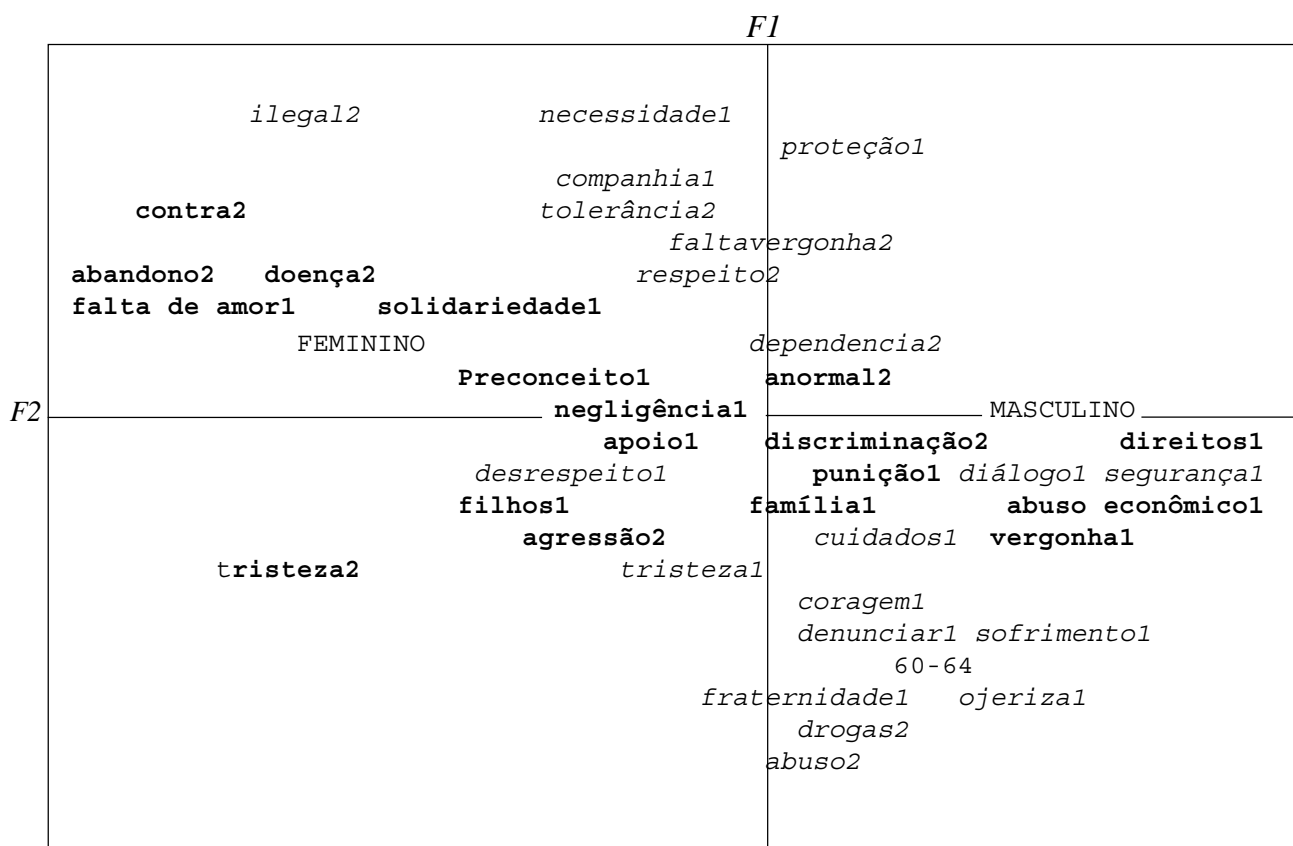 F1
ilegal2 necessidade1
proteção1
companhia1
contra2 tolerância2
faltavergonha2
abandono2 doença2 respeito2
falta de amor1 solidariedade1
FEMININO dependencia2
Preconceito1 anormal2
F2 negligência1 MASCULINO
apoio1 discriminação2 direitos1
desrespeito1 punição1 diálogo1 segurança1
filhos1 família1 abuso econômico1
agressão2 cuidados1 vergonha1
tristeza2 tristeza1
coragem1
denunciar1 sofrimento1
60-64
fraternidade1 ojeriza1
drogas2
abuso2